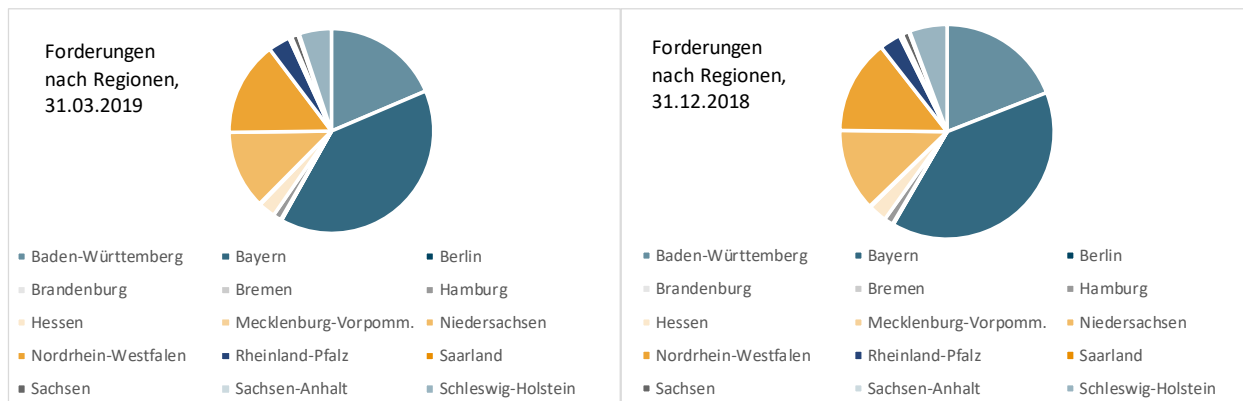 Forderungen
nach Regionen,
31.03.2019
Baden-Württemberg
Bayern
Berlin
Brandenburg
Bremen
Hamburg
Hessen
Mecklenburg-Vorpomm.
Niedersachsen
Nordrhein-Westfalen
Rheinland-Pfalz
Saarland
Sachsen
Sachsen-Anhalt
Schleswig-Holstein
Forderungen
nach Regionen,
31.12.2018
Baden-Württemberg
Bayern
Berlin
Brandenburg
Bremen
Hamburg
Hessen
Mecklenburg-Vorpomm.
Niedersachsen
Nordrhein-Westfalen
Rheinland-Pfalz
Saarland
Sachsen
Sachsen-Anhalt
Schleswig-Holstein